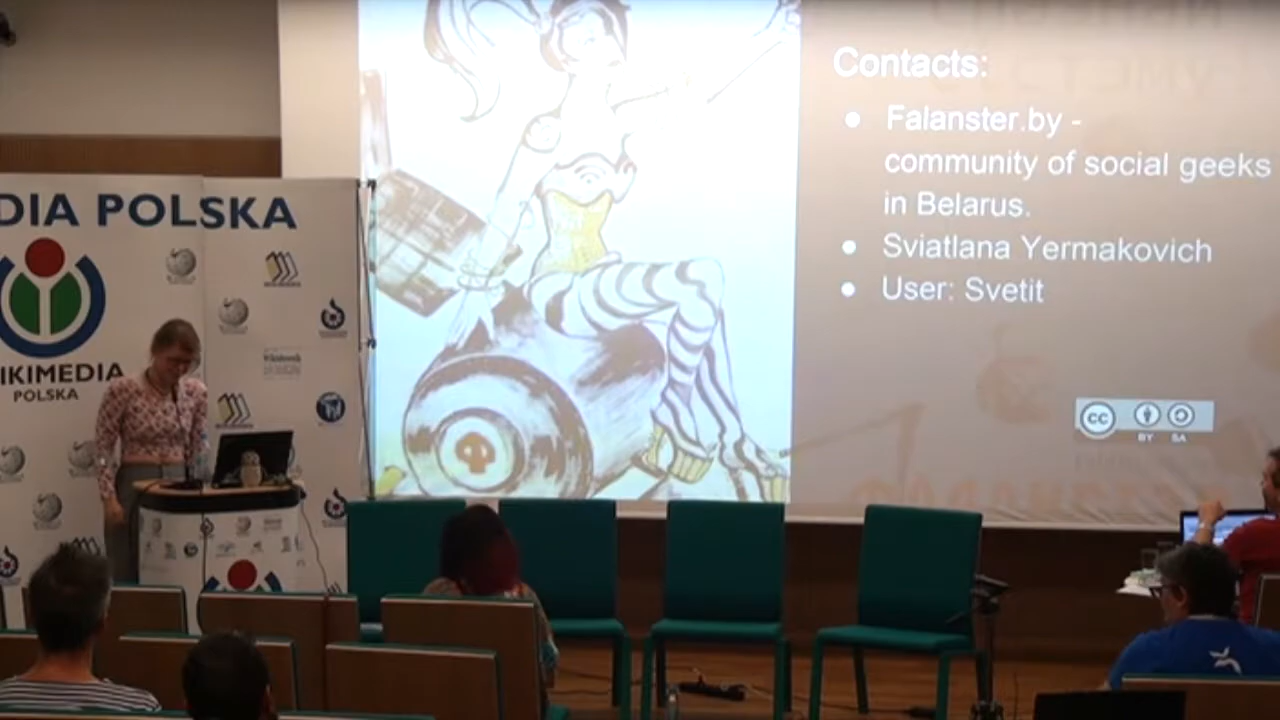 Contacts:
● Falanster.by -
community of social geeks
in Belarus.
● Sviatlana Yermakovich
● User: Svetit
CC
BY SA
DIA POLSKA
IKIMEDIA
POLSKA